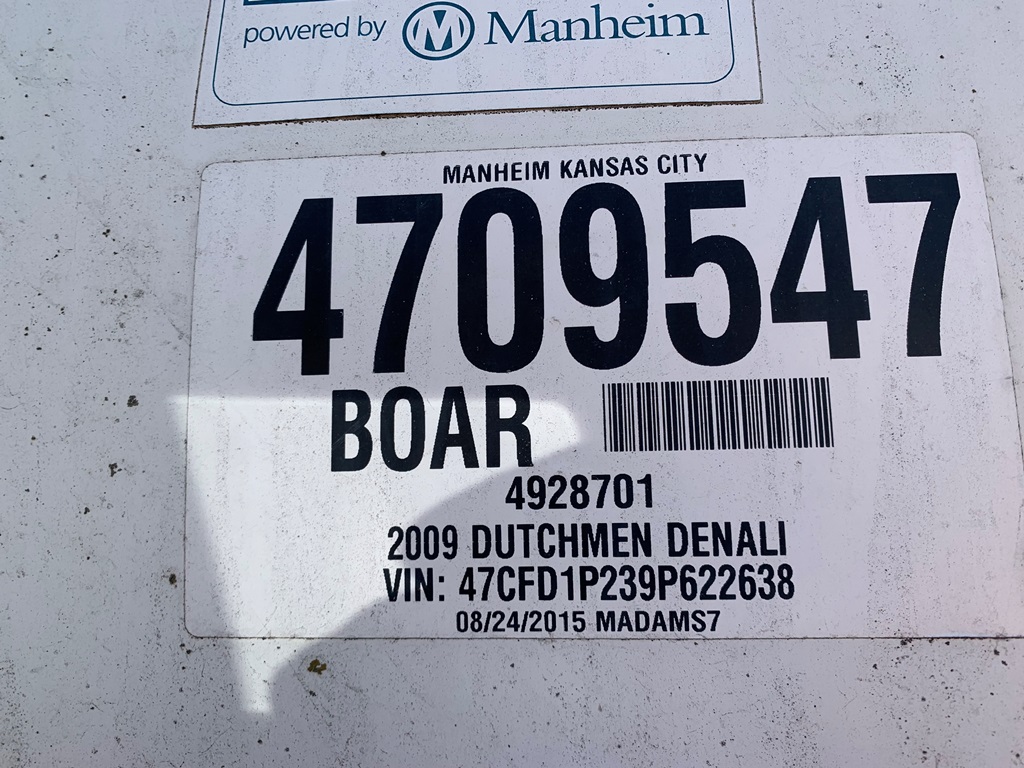 powered by Manheim
MANHEIM KANSAS CITY
4709547
BOAR
4928701
2009 DUTCHMEN DENALI
VIN: 47CFD1P239P622638
08/24/2015 MADAMS7